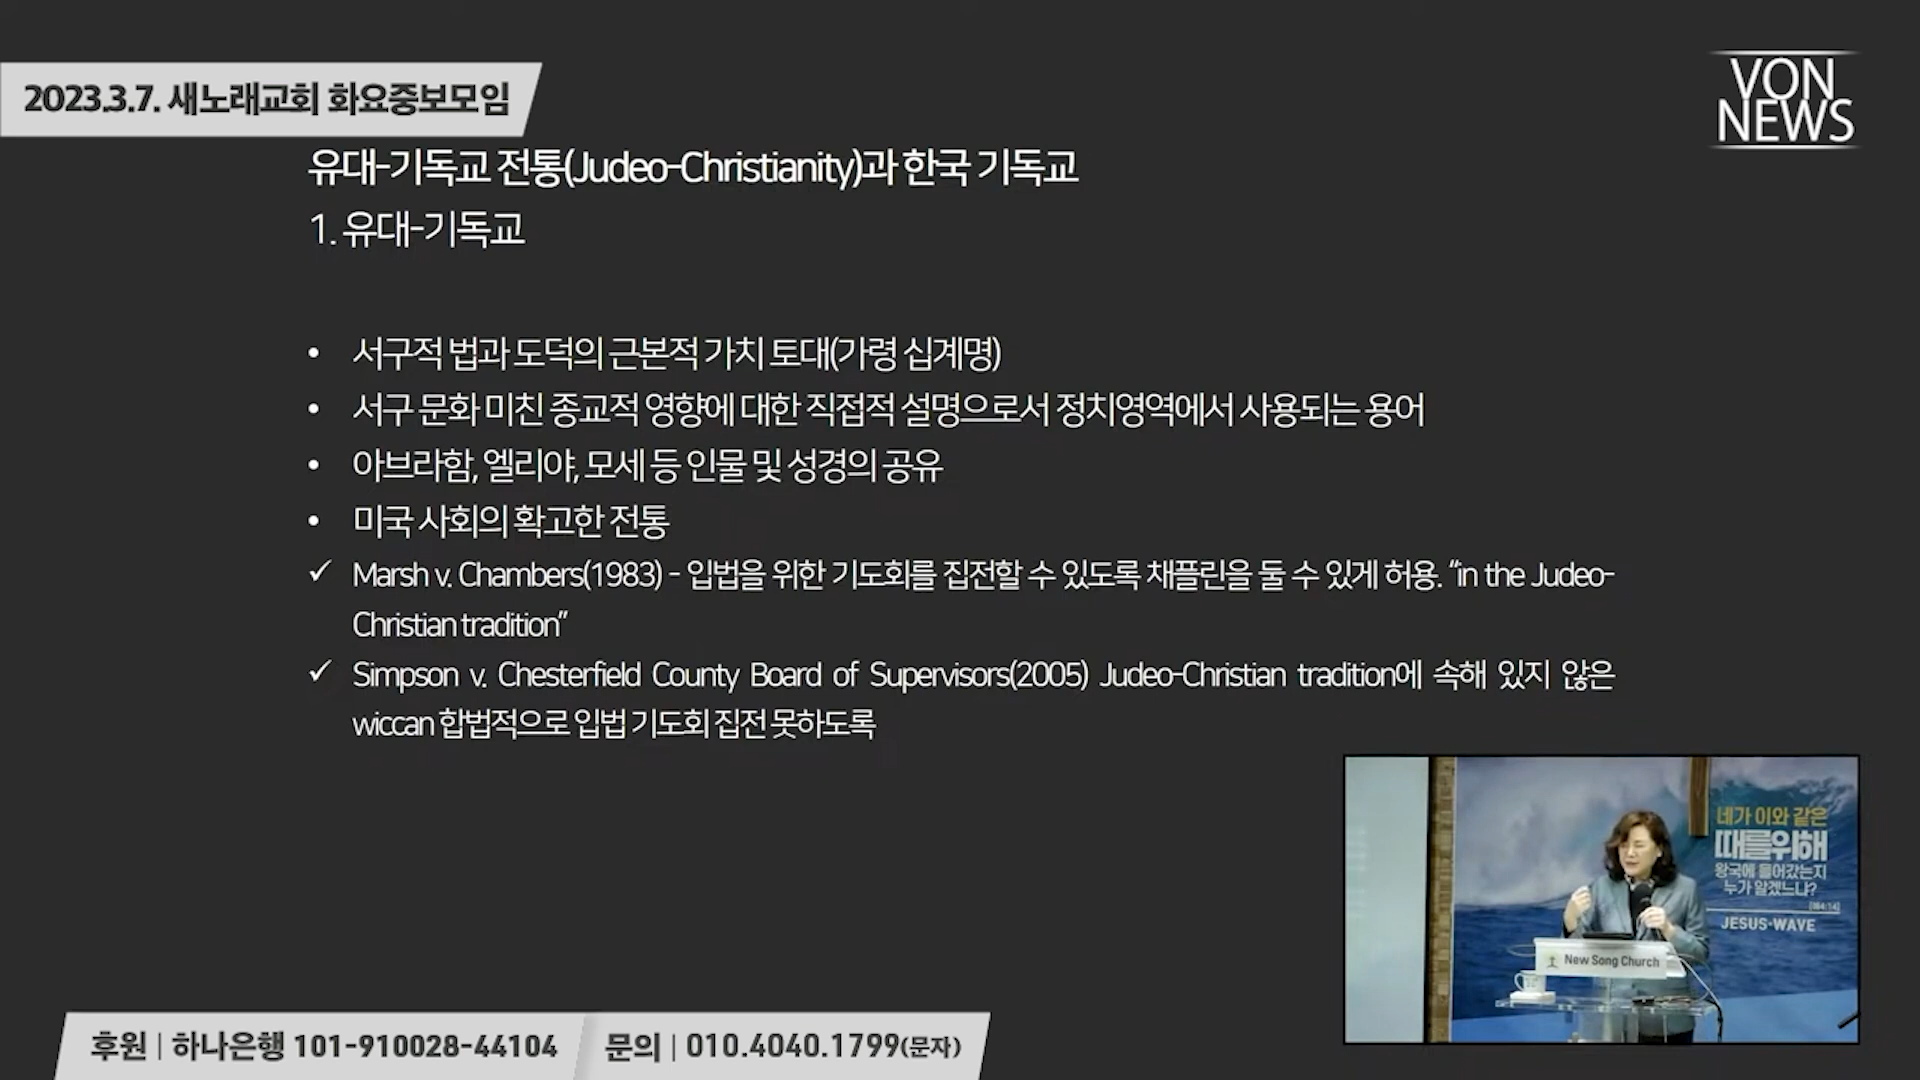 2023.3.7. 새노래교회 화요중보모임
VON
NEWS
유대-기독교 전통(Judeo-Christianity)과 한국 기독교
1. 유대-기독교
• 서구적 법과 도덕의 근본적 가치 토대(가령 십계명)
• 서구 문화 미친 종교적 영향에 대한 직접적 설명으로서 정치영역에서 사용되는 용어
• 아브라함, 엘리야, 모세 등 인물 및 성경의 공유
• 미국 사회의 확고한 전통
✓ Marsh v. Chambers(1983) - 입법을 위한 기도회를 집전할 수 있도록 채플린을 둘 수 있게 허용. “in the Judeo-
Christian tradition”
✓ Simpson v. Chesterfield County Board of Supervisors(2005) Judeo-Christian tradition에 속해 있지 않은
wiccan 합법적으로 입법 기도회 집전 못하도록
네가 이와 같은
때를위해
왕국에 들어갔는지
누가 알겠느냐?
JESUS·WAVE
New Song Church
후원 | 하나은행 101-910028-44104 문의 | 010.4040.1799(문자)